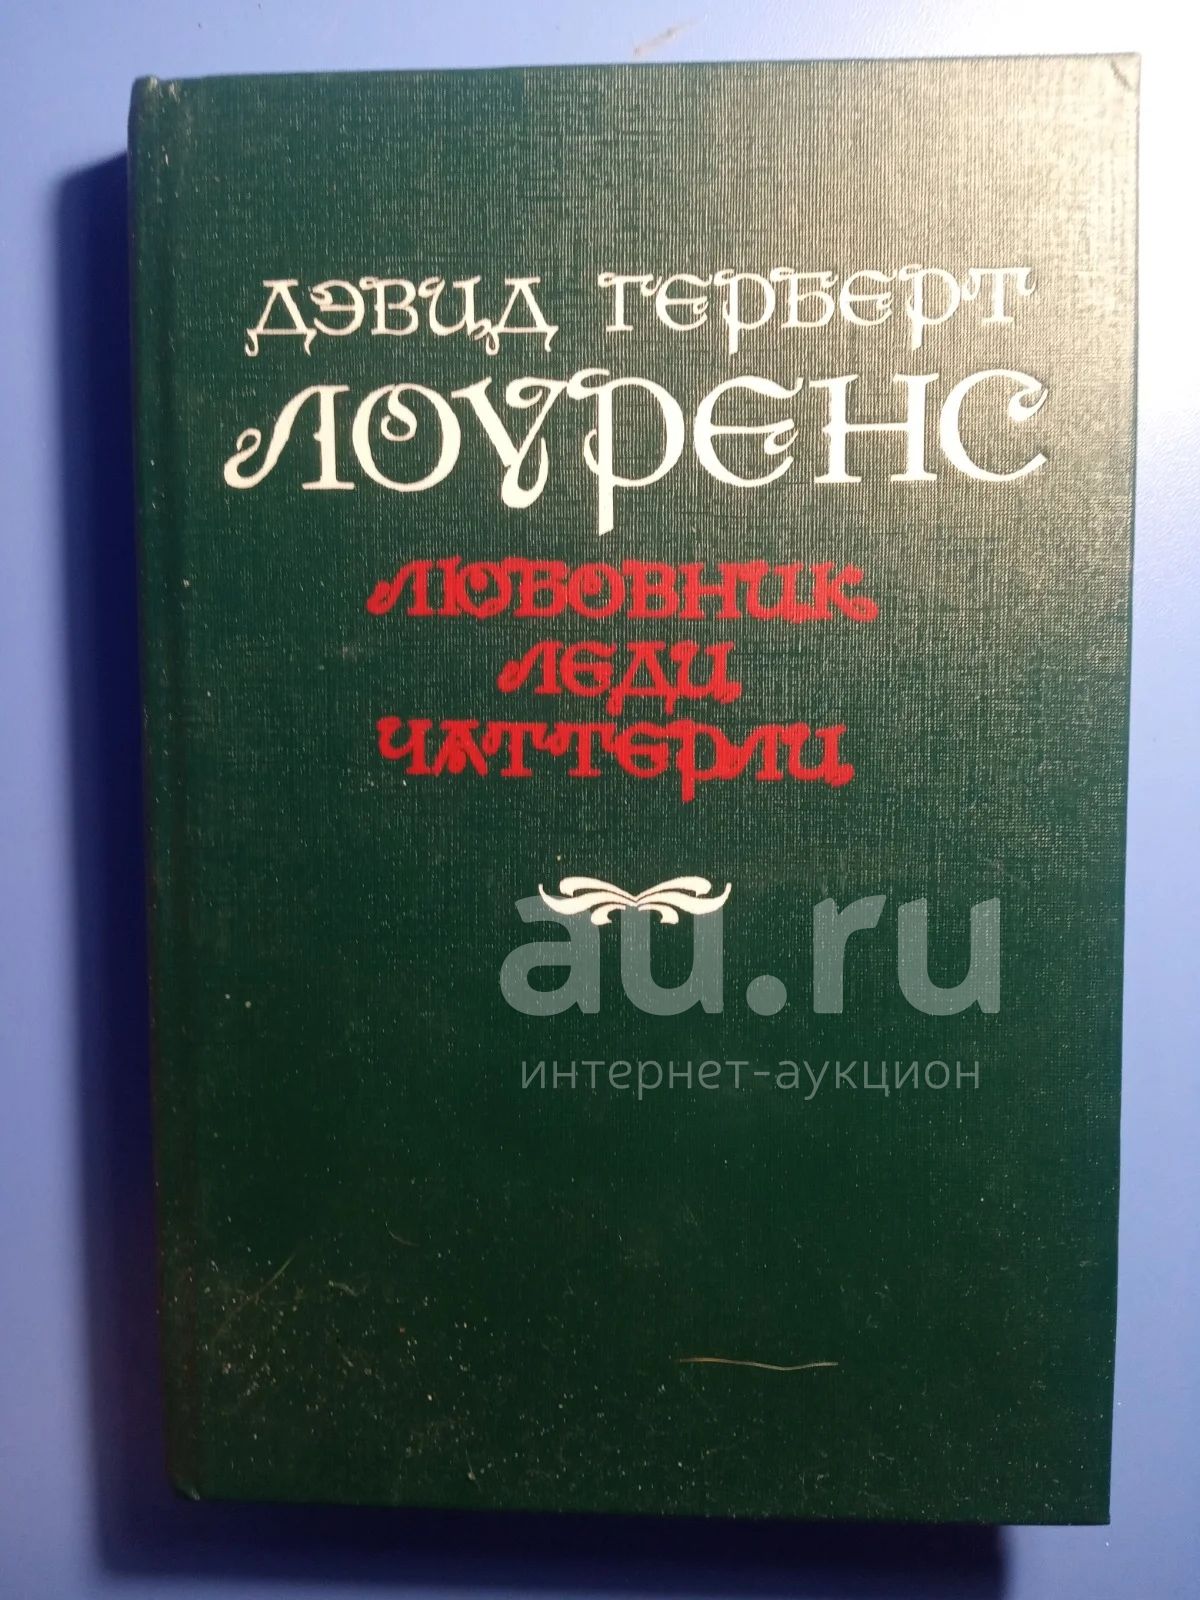 ДЭВИД ГЕРБЕРТ
ЛОУРЕНС
ЛЮБОВНИК
ЛЕДИ
ЧАТТЕРЛИ
au.ru
интернет-аукцион